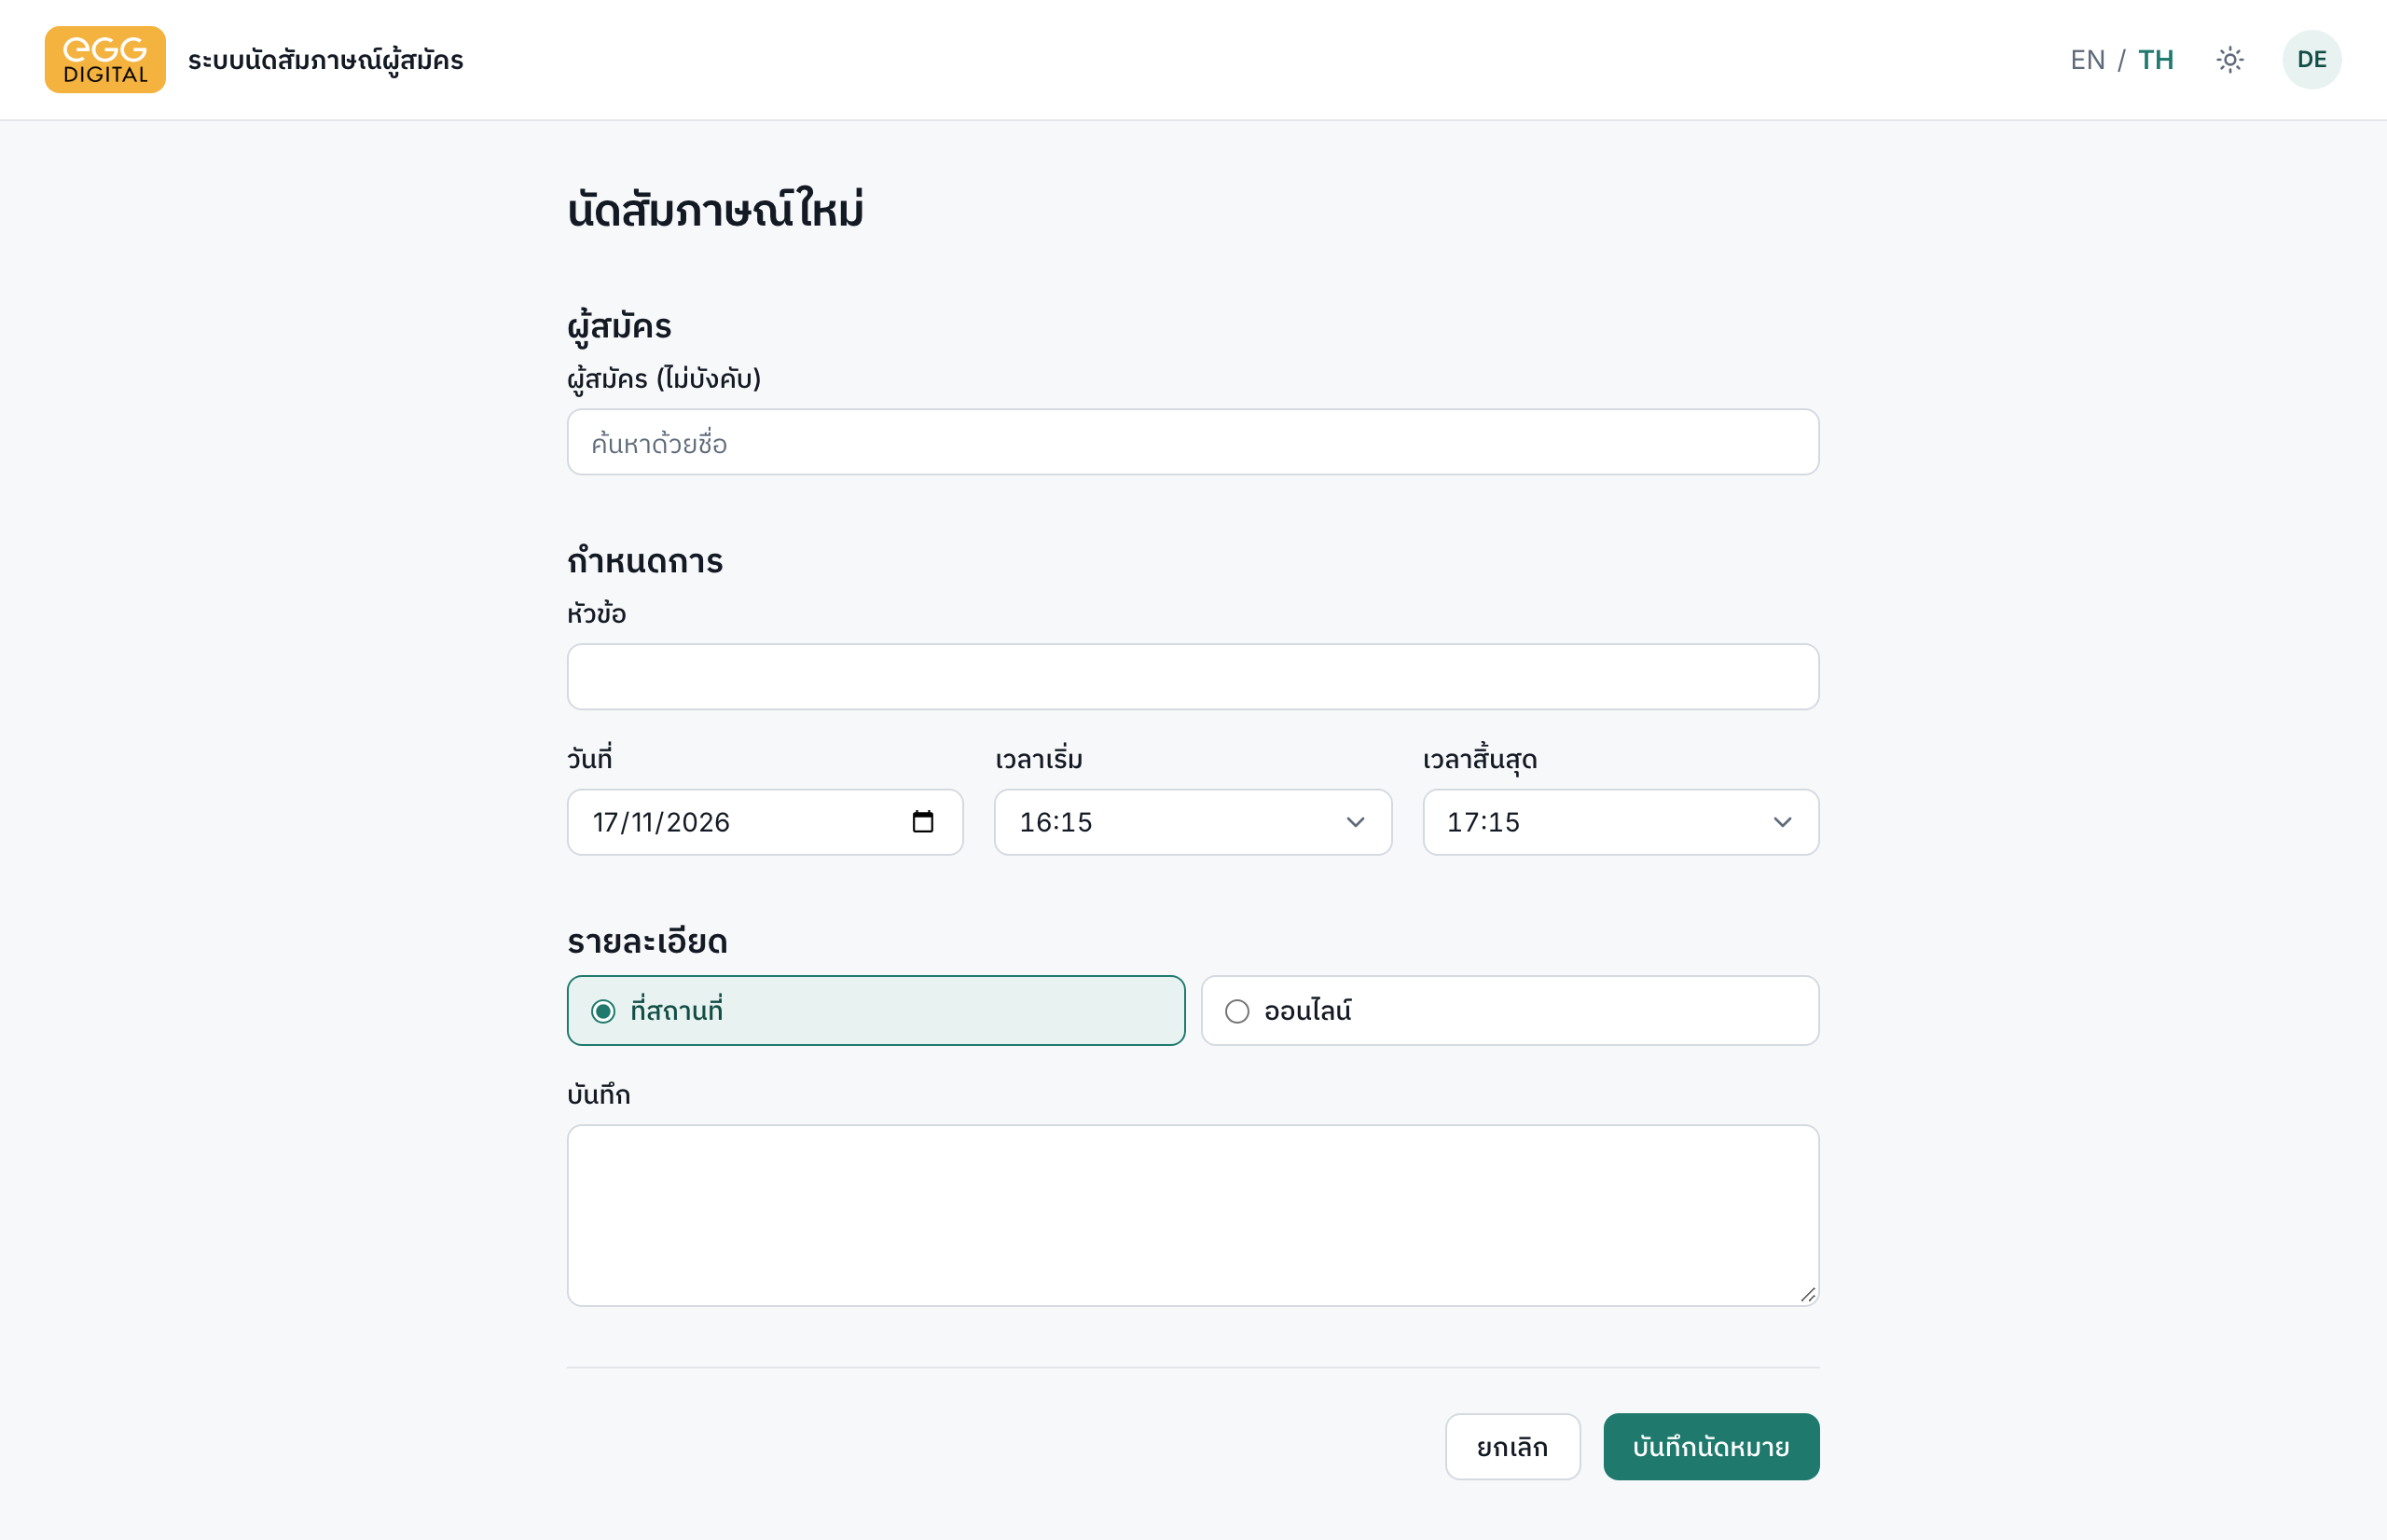 egg
DIGITAL
ระบบนัดสัมภาษณ์ผู้สมัคร
EN / TH
DE
นัดสัมภาษณ์ใหม่
ผู้สมัคร
ผู้สมัคร (ไม่บังคับ)
ค้นหาด้วยชื่อ
กำหนดการ
หัวข้อ
วันที่ เวลาเริ่ม เวลาสิ้นสุด
17/11/2026 16:15 17:15
รายละเอียด
ที่สถานที่ ออนไลน์
บันทึก
ยกเลิก บันทึกนัดหมาย